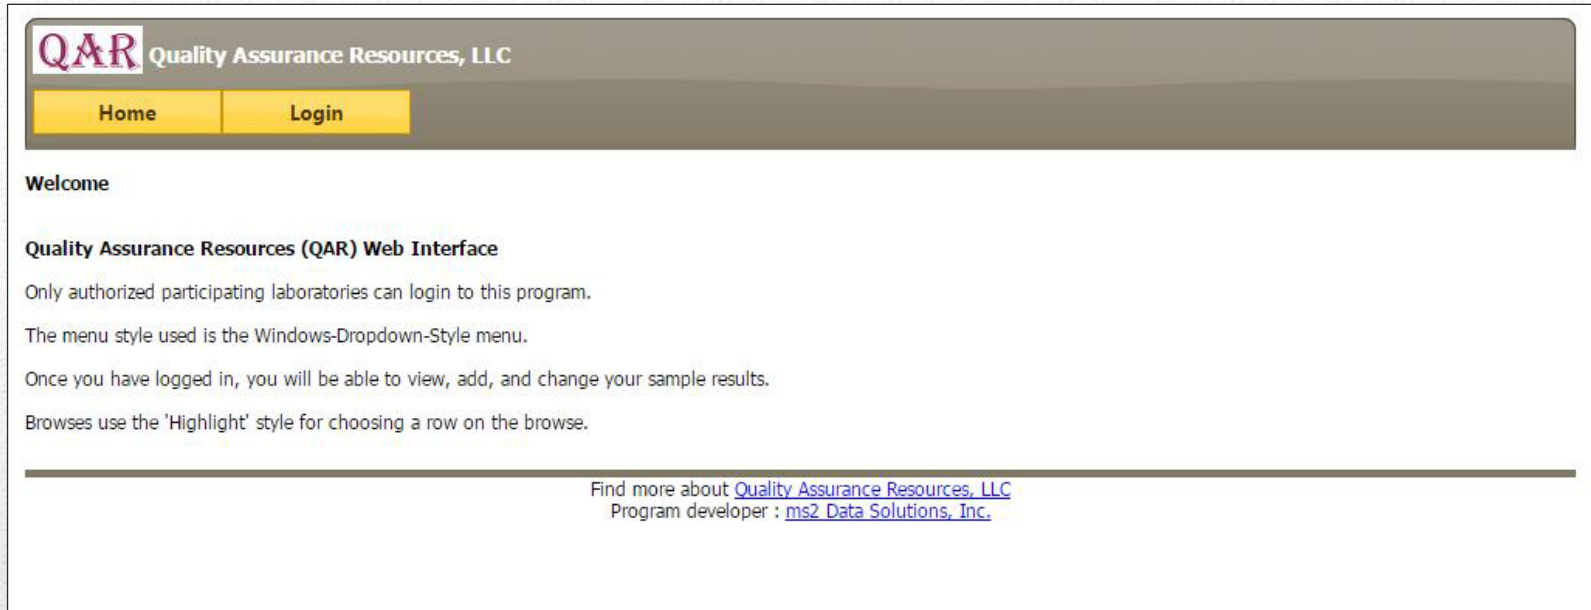 QAR Quality Assurance Resources, LLC
Home Login
Welcome
Quality Assurance Resources (QAR) Web Interface
Only authorized participating laboratories can login to this program.
The menu style used is the Windows-Dropdown-Style menu.
Once you have logged in, you will be able to view, add, and change your sample results.
Browses use the 'Highlight' style for choosing a row on the browse.
Find more about Quality Assurance Resources, LLC
Program developer : ms2 Data Solutions, Inc.